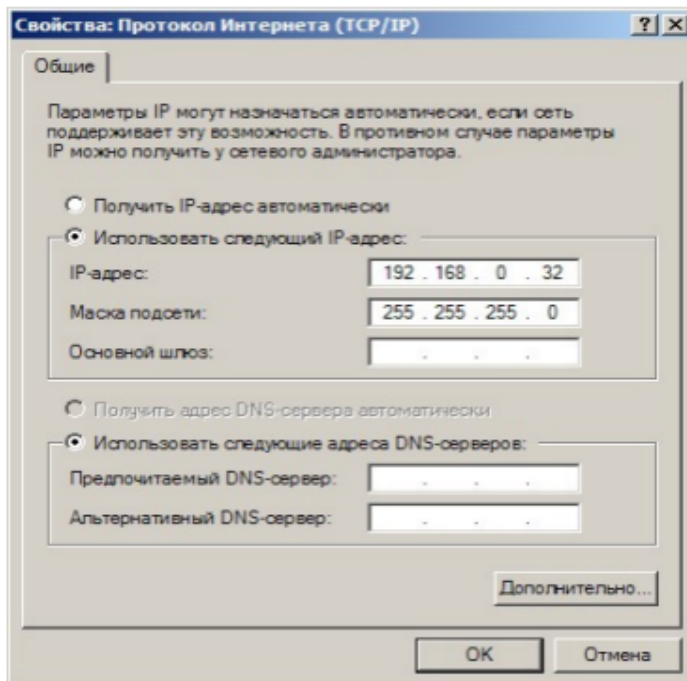 Свойства: Протокол Интернета (TCP/IP)
Общие
Параметры IP могут назначаться автоматически, если сеть
поддерживает эту возможность. В противном случае параметры
IP можно получить у сетевого администратора.
Получить IP-адрес автоматически
Использовать следующий IP-адрес:
IP-адрес: 192 . 168 . 0 . 32
Маска подсети: 255 . 255 . 255 . 0
Основной шлюз: . . .
Получить адрес DNS-сервера автоматически
Использовать следующие адреса DNS-серверов:
Предпочитаемый DNS-сервер: . . .
Альтернативный DNS-сервер: . . .
Дополнительно...
OK Отмена